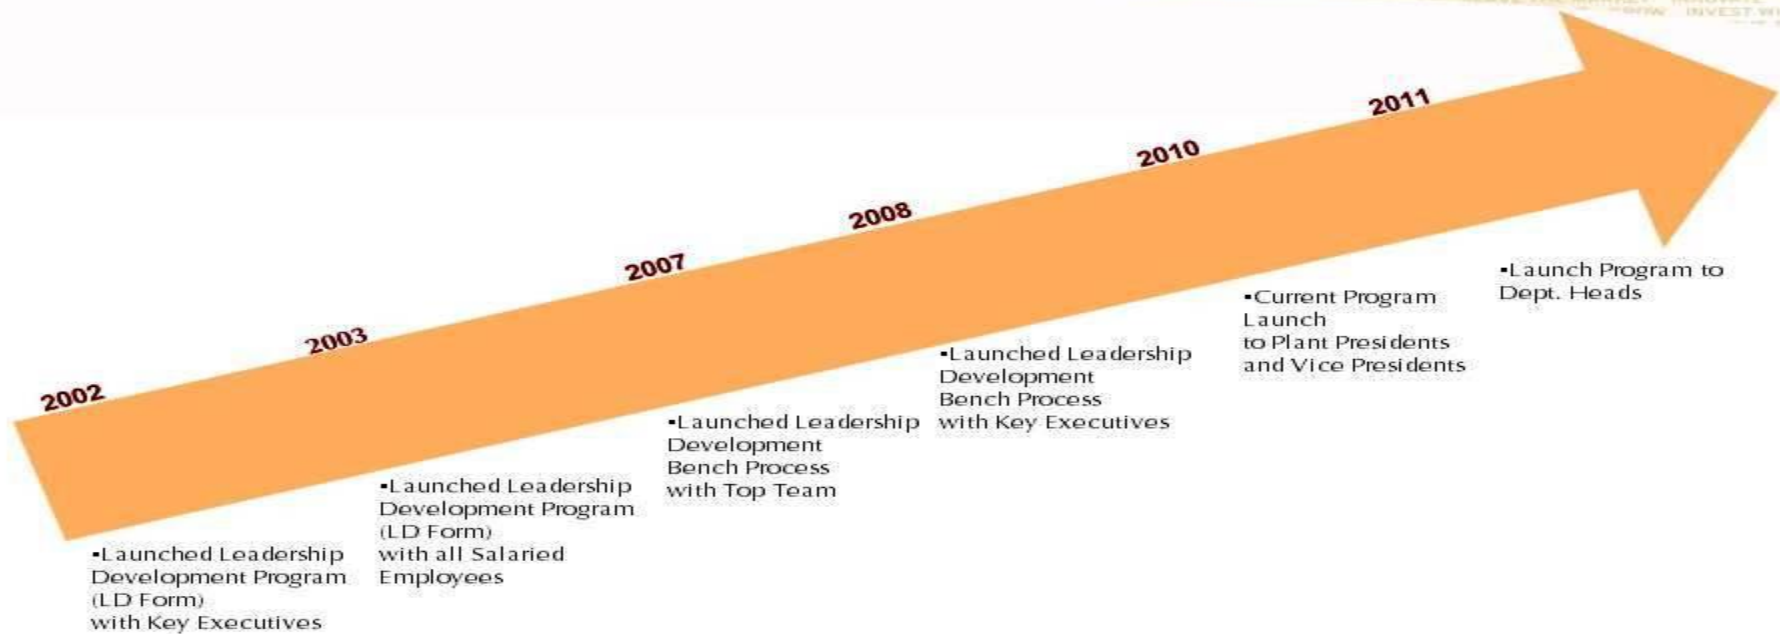 INVEST
2002
2003
2007
2008
2010
2011
▪Launched Leadership
Development Program
(LD Form)
with Key Executives
▪Launched Leadership
Development Program
(LD Form)
with all Salaried
Employees
▪Launched Leadership
Development
Bench Process
with Top Team
▪Launched Leadership
Development
Bench Process
with Key Executives
▪Current Program
Launch
to Plant Presidents
and Vice Presidents
▪Launch Program to
Dept. Heads